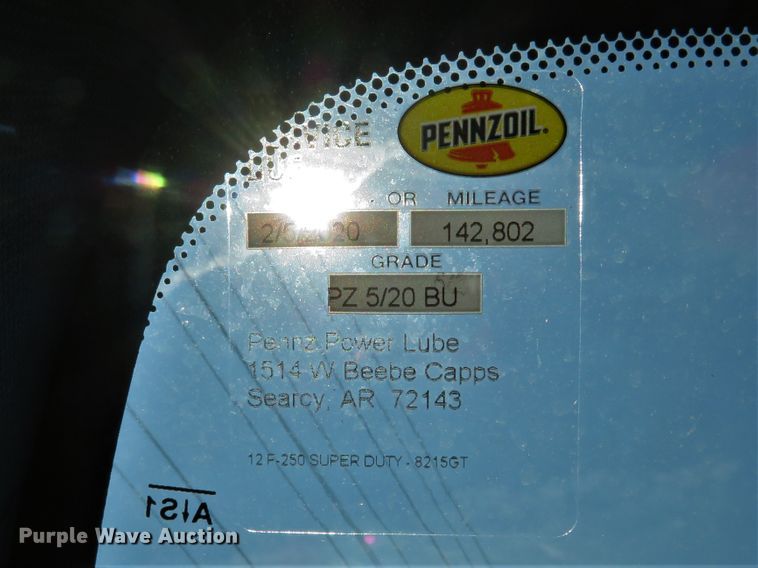 PENNZOIL.
OR MILEAGE
142,802
GRADE
PZ 5/20 BU
Pennz Power Lube
1514 W Beebe Capps
Searcy, AR 72143
12 F-250 SUPER DUTY - 8215GT
AIS1
Purple Wave Auction